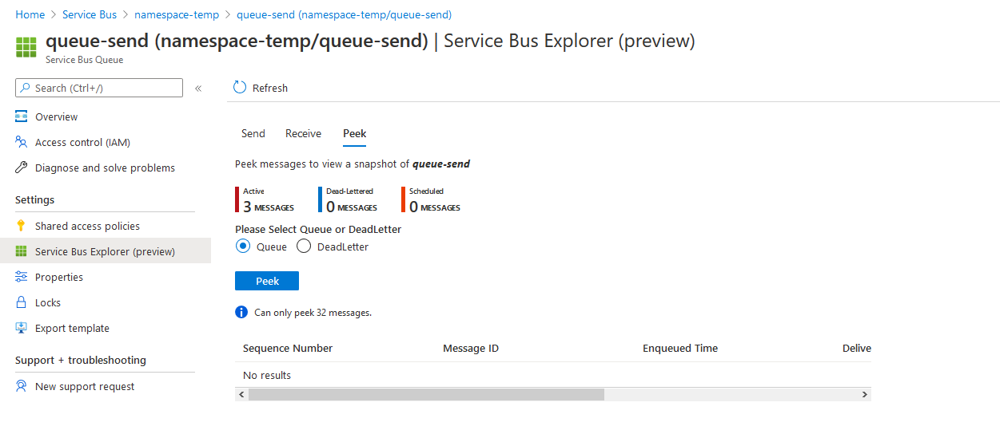 Home > Service Bus > namespace-temp > queue-send (namespace-temp/queue-send)
queue-send (namespace-temp/queue-send) | Service Bus Explorer (preview)
Service Bus Queue
Search (Ctrl+/)
«
Overview
Access control (IAM)
Diagnose and solve problems
Settings
Shared access policies
Service Bus Explorer (preview)
Properties
Locks
Export template
Support + troubleshooting
New support request
Refresh
Send Receive Peek
Peek messages to view a snapshot of queue-send
Active Dead-Lettered Scheduled
3 MESSAGES 0 MESSAGES 0 MESSAGES
Please Select Queue or DeadLetter
Queue DeadLetter
Peek
Can only peek 32 messages.
Sequence Number Message ID Enqueued Time Delive
No results